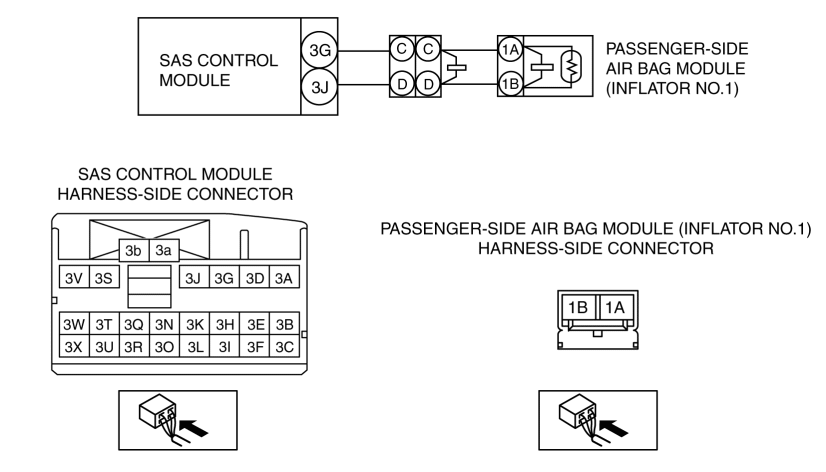 SAS CONTROL
MODULE
3G
3J
C C
D D
1A
1B
PASSENGER-SIDE
AIR BAG MODULE
(INFLATOR NO.1)
SAS CONTROL MODULE
HARNESS-SIDE CONNECTOR
3b 3a
3V 3S 3J 3G 3D 3A
3W 3T 3Q 3N 3K 3H 3E 3B
3X 3U 3R 3O 3L 3I 3F 3C
PASSENGER-SIDE AIR BAG MODULE (INFLATOR NO.1)
HARNESS-SIDE CONNECTOR
1B 1A